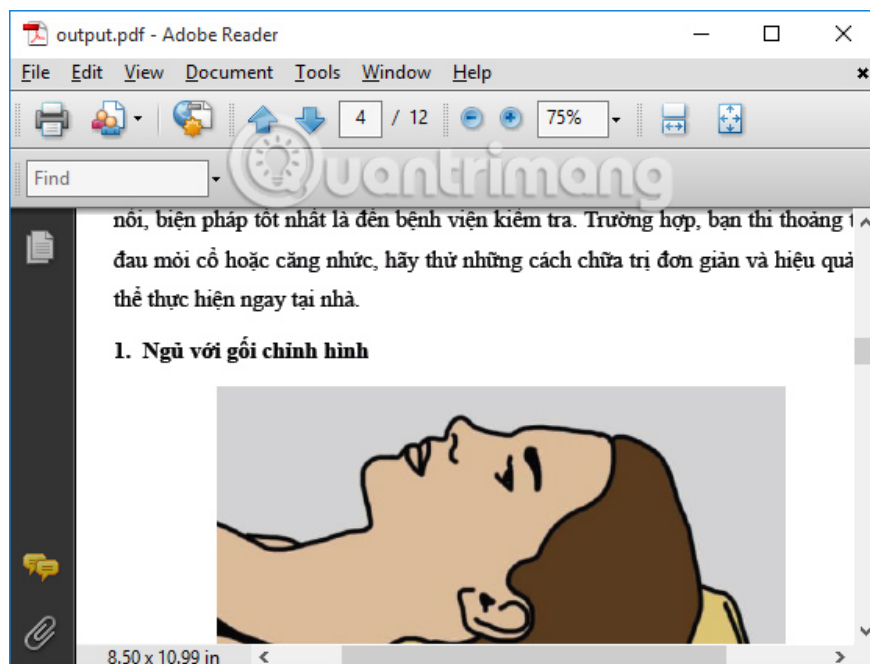 output.pdf - Adobe Reader
File Edit View Document Tools Window Help
4 / 12 75%
Find
Quantrimang
nổi, biện pháp tốt nhất là đến bệnh viện kiểm tra. Trường hợp, bạn thi thoảng
đau mỏi cổ hoặc căng nhức, hãy thử những cách chữa trị đơn giản và hiệu quả
thể thực hiện ngay tại nhà.
1. Ngủ với gối chỉnh hình
8.50 x 10.99 in